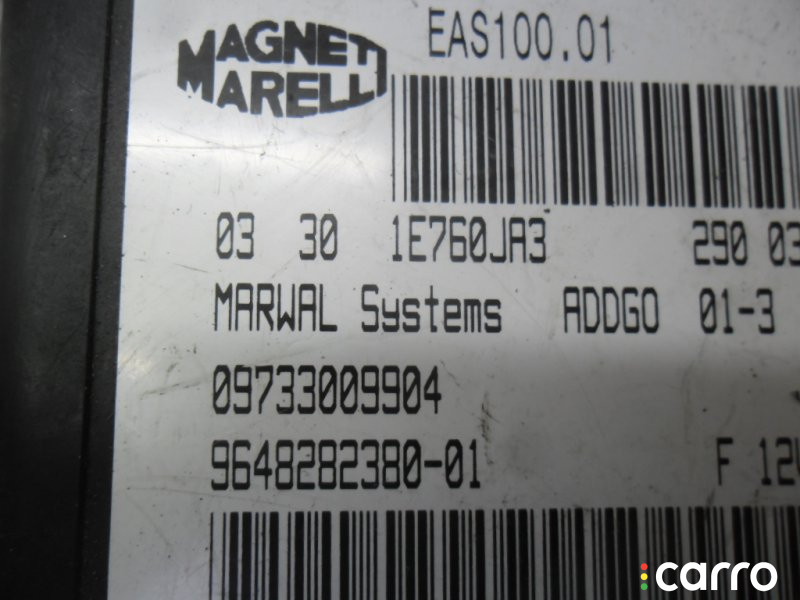 MAGNETI
MARELLI
EAS100.01
03 30 1E760JA3 290 03
MARWAL Systems ADDGO 01-3
09733009904
9648282380-01 F 12
carro